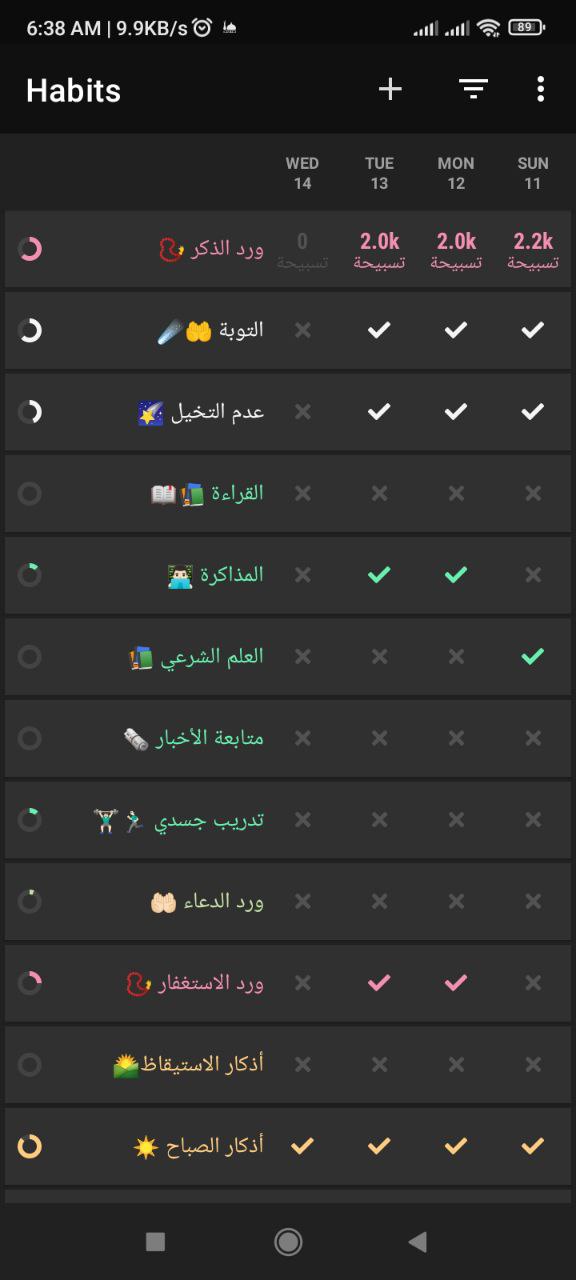 6:38 AM | 9.9KB/s 89
Habits
WED TUE MON SUN
14 13 12 11
ورد الذكر 📿 0 2.0k 2.0k 2.2k
تسبيحة تسبيحة تسبيحة تسبيحة
التوبة 🤲☄️
عدم التخيل 🌠
القراءة 📚📖
المذاكرة 👨🏻‍💻
العلم الشرعي 📚
متابعة الأخبار 🗞️
تدريب جسدي 🏃🏻‍♂️🏋🏻‍♂️
ورد الدعاء 🤲🏻
ورد الاستغفار 📿
أذكار الاستيقاظ🌄
أذكار الصباح ☀️